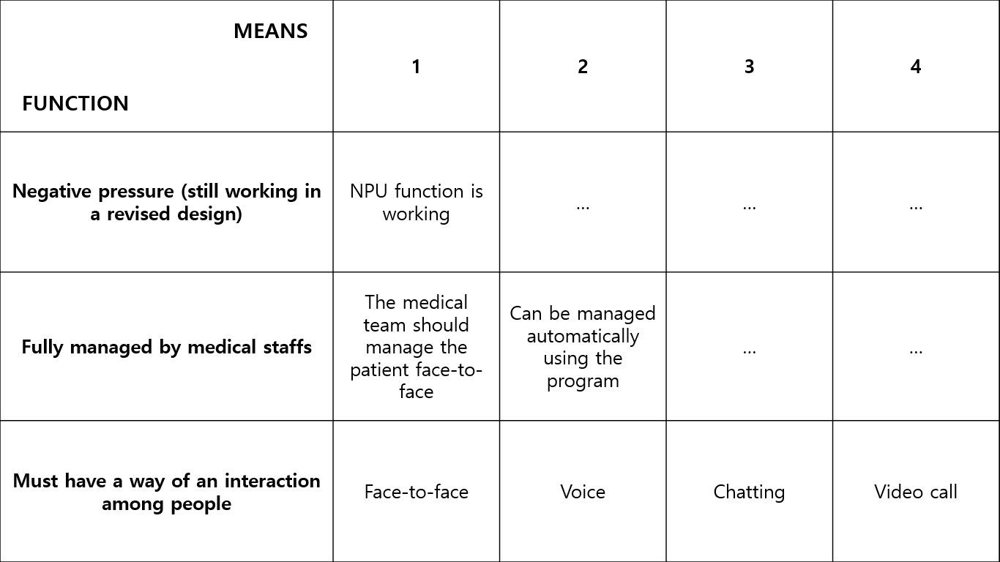 MEANS
FUNCTION
1
2
3
4
Negative pressure (still working in
a revised design)
NPU function is
working
...
...
...
Fully managed by medical staffs
The medical
team should
manage the
patient face-to-
face
Can be managed
automatically
using the
program
...
...
Must have a way of an interaction
among people
Face-to-face
Voice
Chatting
Video call